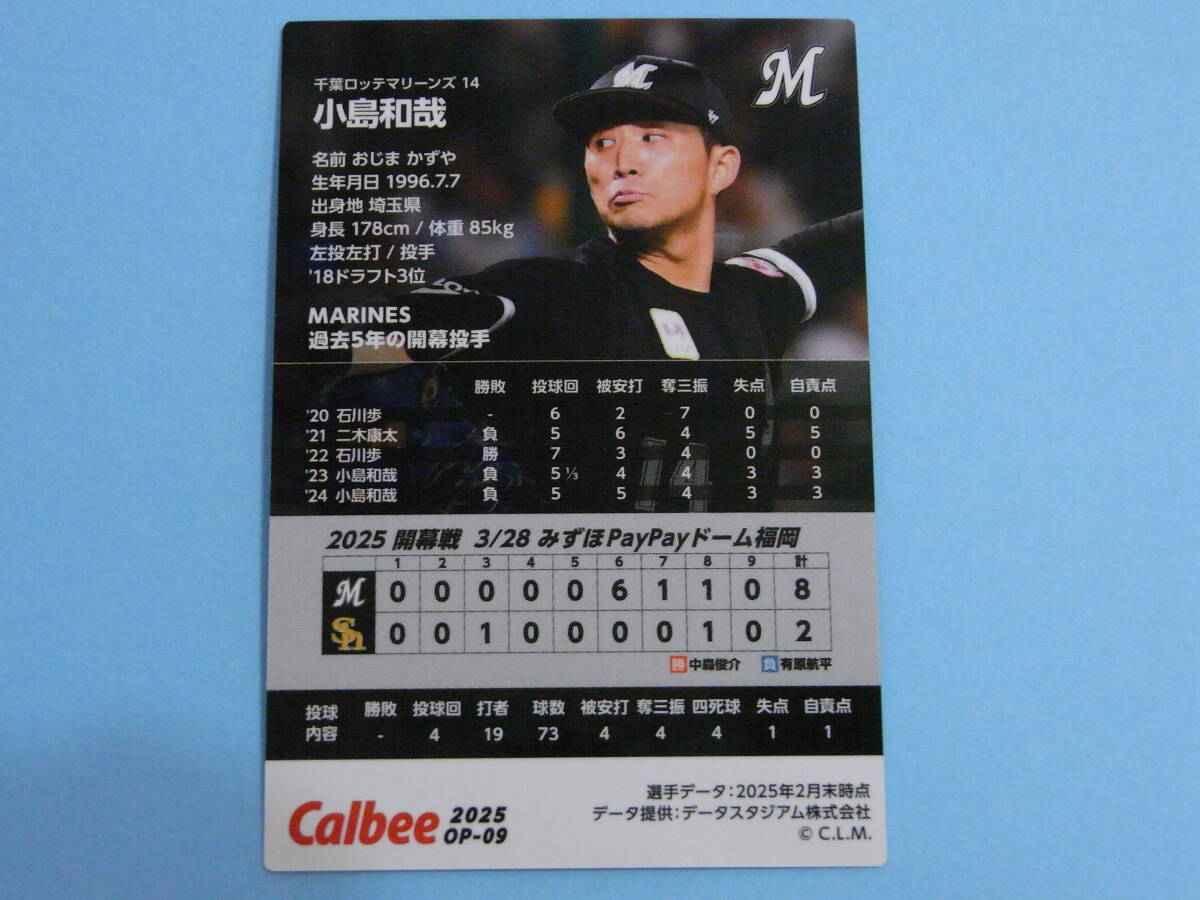 千葉ロッテマリーンズ 14
M
小島和哉
名前 おじま かずや
生年月日 1996.7.7
出身地 埼玉県
身長 178cm / 体重 85kg
左投左打 / 投手
'18ドラフト3位
MARINES
過去5年の開幕投手
勝敗 投球回 被安打 奪三振 失点 自責点
'20 石川歩 - 6 2 7 0 0
'21 二木康太 負 5 6 4 5 5
'22 石川歩 勝 7 3 4 0 0
'23 小島和哉 負 5 1/3 4 4 3 3
'24 小島和哉 負 5 5 4 3 3
2025 開幕戦 3/28 みずほPayPayドーム福岡
1 2 3 4 5 6 7 8 9 計
M 0 0 0 0 0 6 1 1 0 8
Sh 0 0 1 0 0 0 0 1 0 2
勝 中森俊介 負 有原航平
投球内容 勝敗 投球回 打者 球数 被安打 奪三振 四死球 失点 自責点
- 4 19 73 4 4 4 1 1
Calbee 2025
OP-09
選手データ:2025年2月末時点
データ提供:データスタジアム株式会社
© C.L.M.